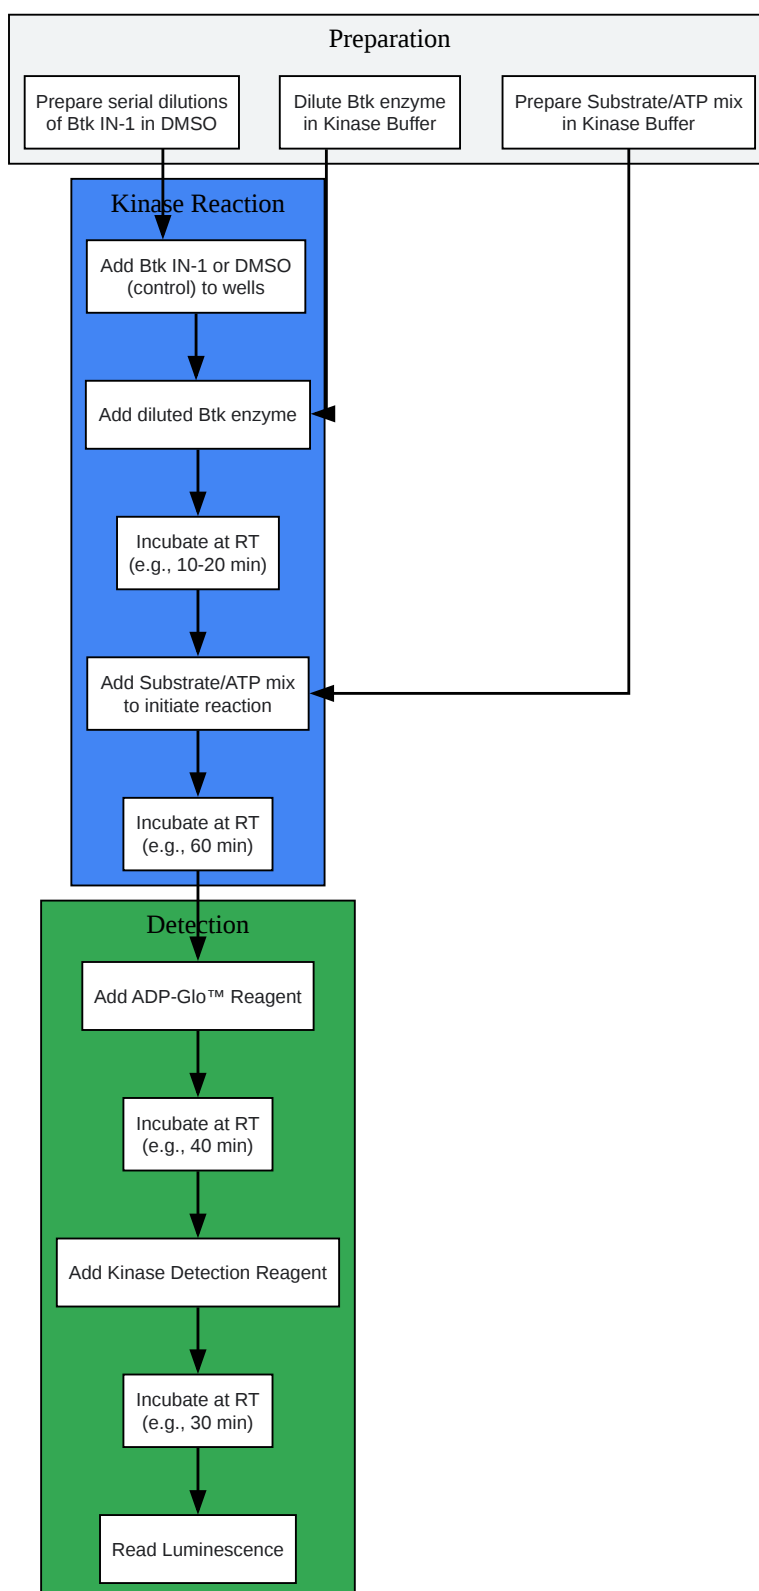 Preparation
Prepare serial dilutions
of Btk IN-1 in DMSO
Dilute Btk enzyme
in Kinase Buffer
Prepare Substrate/ATP mix
in Kinase Buffer
Kinase Reaction
Add Btk IN-1 or DMSO
(control) to wells
Add diluted Btk enzyme
Incubate at RT
(e.g., 10-20 min)
Add Substrate/ATP mix
to initiate reaction
Incubate at RT
(e.g., 60 min)
Detection
Add ADP-Glo™ Reagent
Incubate at RT
(e.g., 40 min)
Add Kinase Detection Reagent
Incubate at RT
(e.g., 30 min)
Read Luminescence